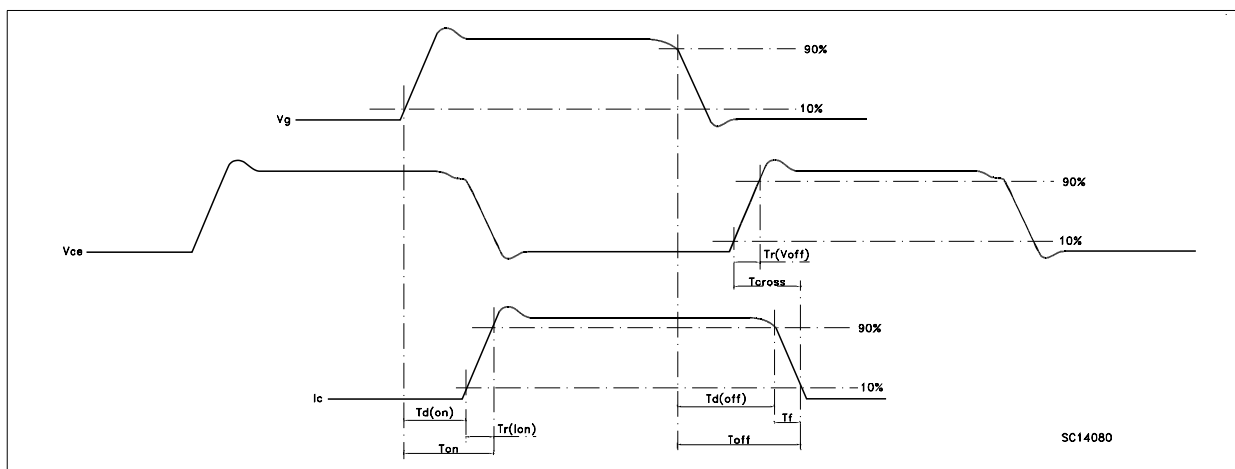 90%
10%
Vg
90%
Vce
10%
Tr(Voff)
Tcross
90%
10%
Ic
Td(on)
Td(off)
Tr(Ion)
Tf
Ton
Toff
SC14080